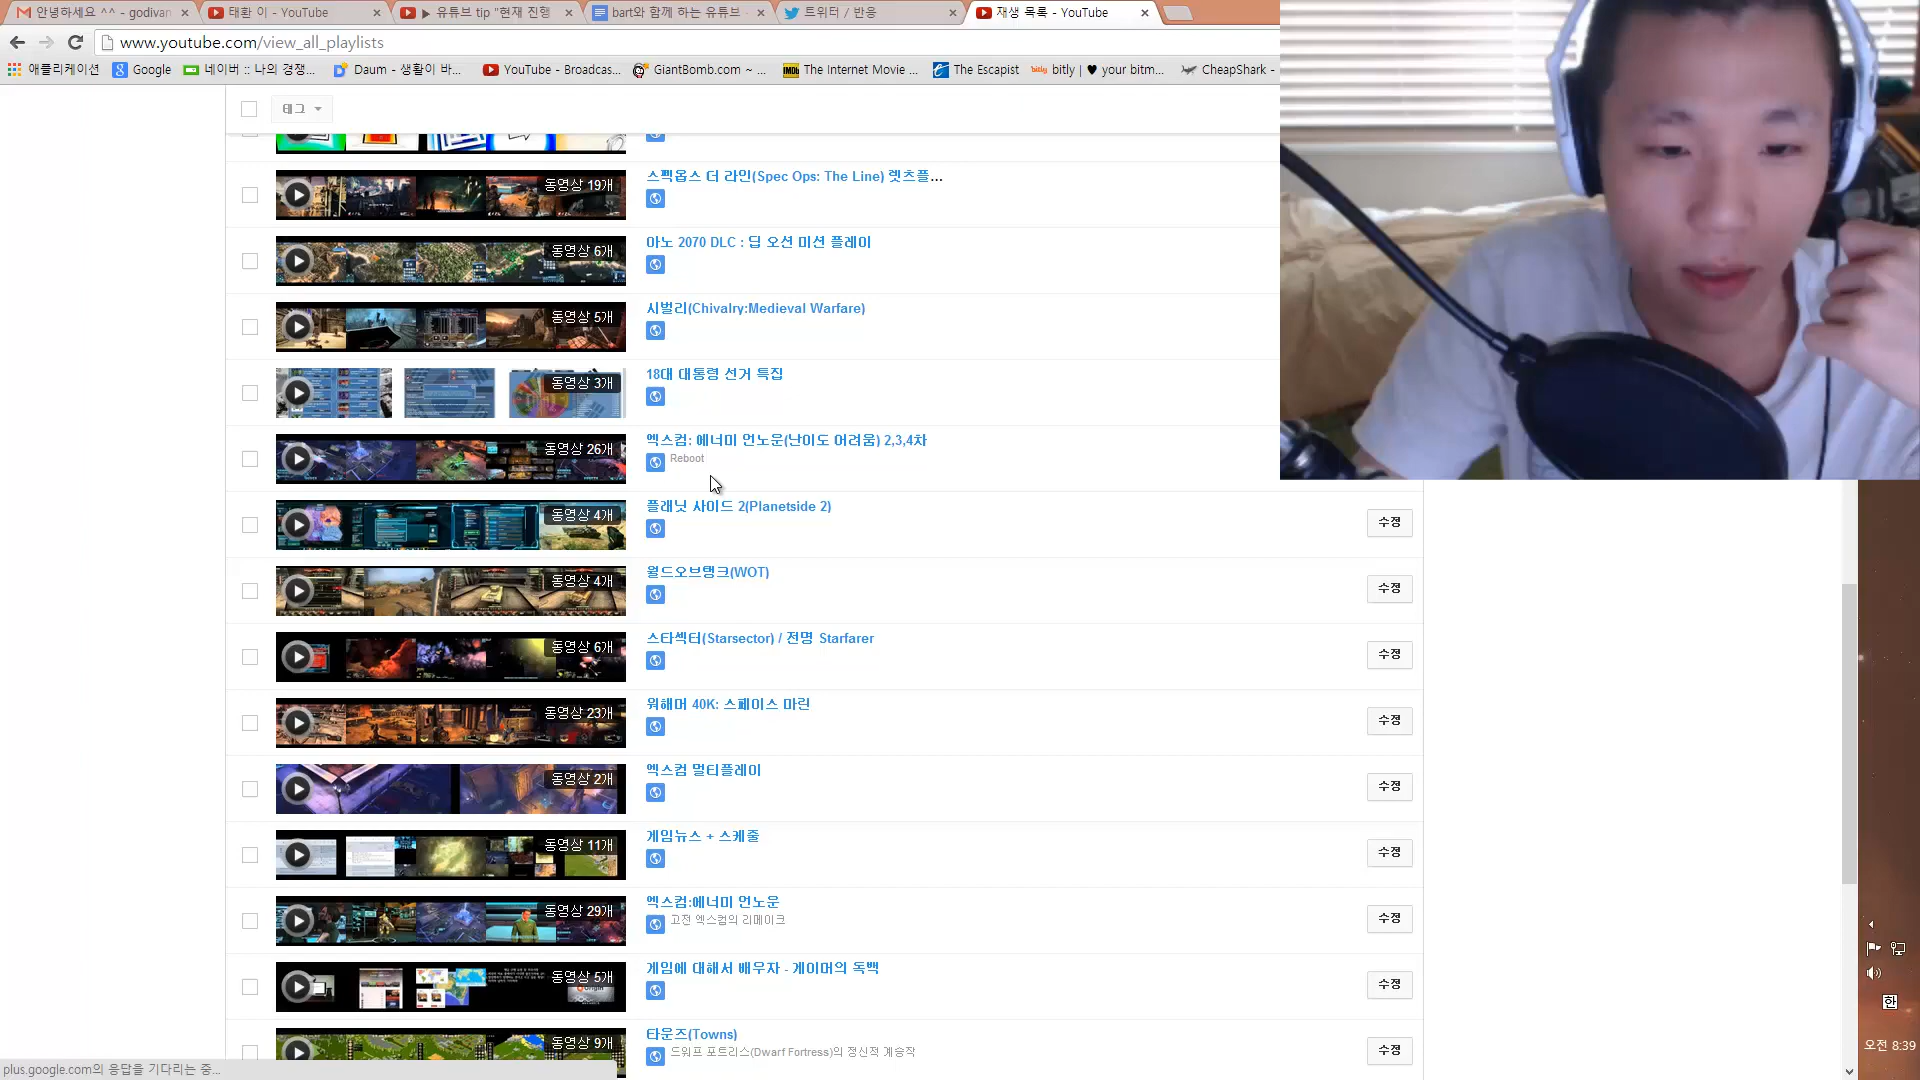 안녕하세요 ^^ - godivan
태환 이 - YouTube
▶ 유튜브 tip "현재 진행
bart와 함께 하는 유튜브
트위터 / 반응
재생 목록 - YouTube
www.youtube.com/view_all_playlists
애플리케이션
Google
네이버 :: 나의 경쟁...
Daum - 생활이 바...
YouTube - Broadcas...
GiantBomb.com ~ ...
The Internet Movie ...
The Escapist
bitly | ♥ your bitm...
CheapShark -
태그
동영상 19개
스펙옵스 더 라인(Spec Ops: The Line) 렛츠플...
동영상 6개
아노 2070 DLC : 딥 오션 미션 플레이
동영상 5개
시벌리(Chivalry:Medieval Warfare)
동영상 3개
18대 대통령 선거 특집
동영상 26개
엑스컴: 에너미 언노운(난이도 어려움) 2,3,4차
Reboot
동영상 4개
플래닛 사이드 2(Planetside 2)
수정
동영상 4개
월드오브탱크(WOT)
수정
동영상 6개
스타섹터(Starsector) / 전명 Starfarer
수정
동영상 23개
워해머 40K: 스페이스 마린
수정
동영상 2개
엑스컴 멀티플레이
수정
동영상 11개
게임뉴스 + 스케줄
수정
동영상 29개
엑스컴:에너미 언노운
고전 엑스컴의 리메이크
수정
동영상 5개
게임에 대해서 배우자 - 게이머의 독백
수정
동영상 9개
타운즈(Towns)
드워프 포트리스(Dwarf Fortress)의 정신적 계승작
수정
plus.google.com의 응답을 기다리는 중...
한
오전 8:39